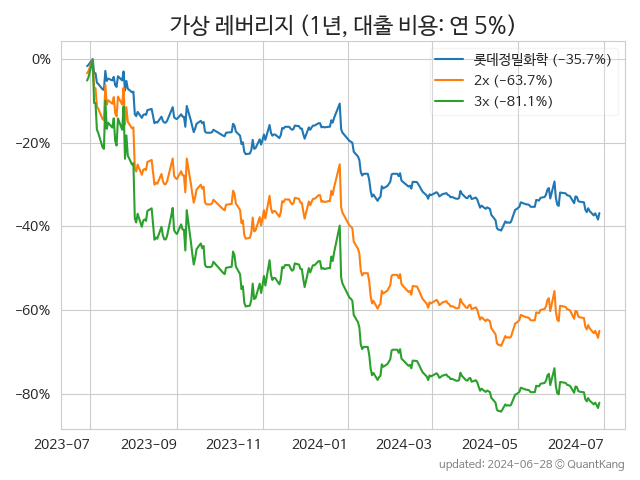 가상 레버리지 (1년, 대출 비용: 연 5%)
롯데정밀화학 (−35.7%)
2x (−63.7%)
3x (−81.1%)
0%
−20%
−40%
−60%
−80%
2023-07 2023-09 2023-11 2024-01 2024-03 2024-05 2024-07
updated: 2024-06-28 © QuantKang